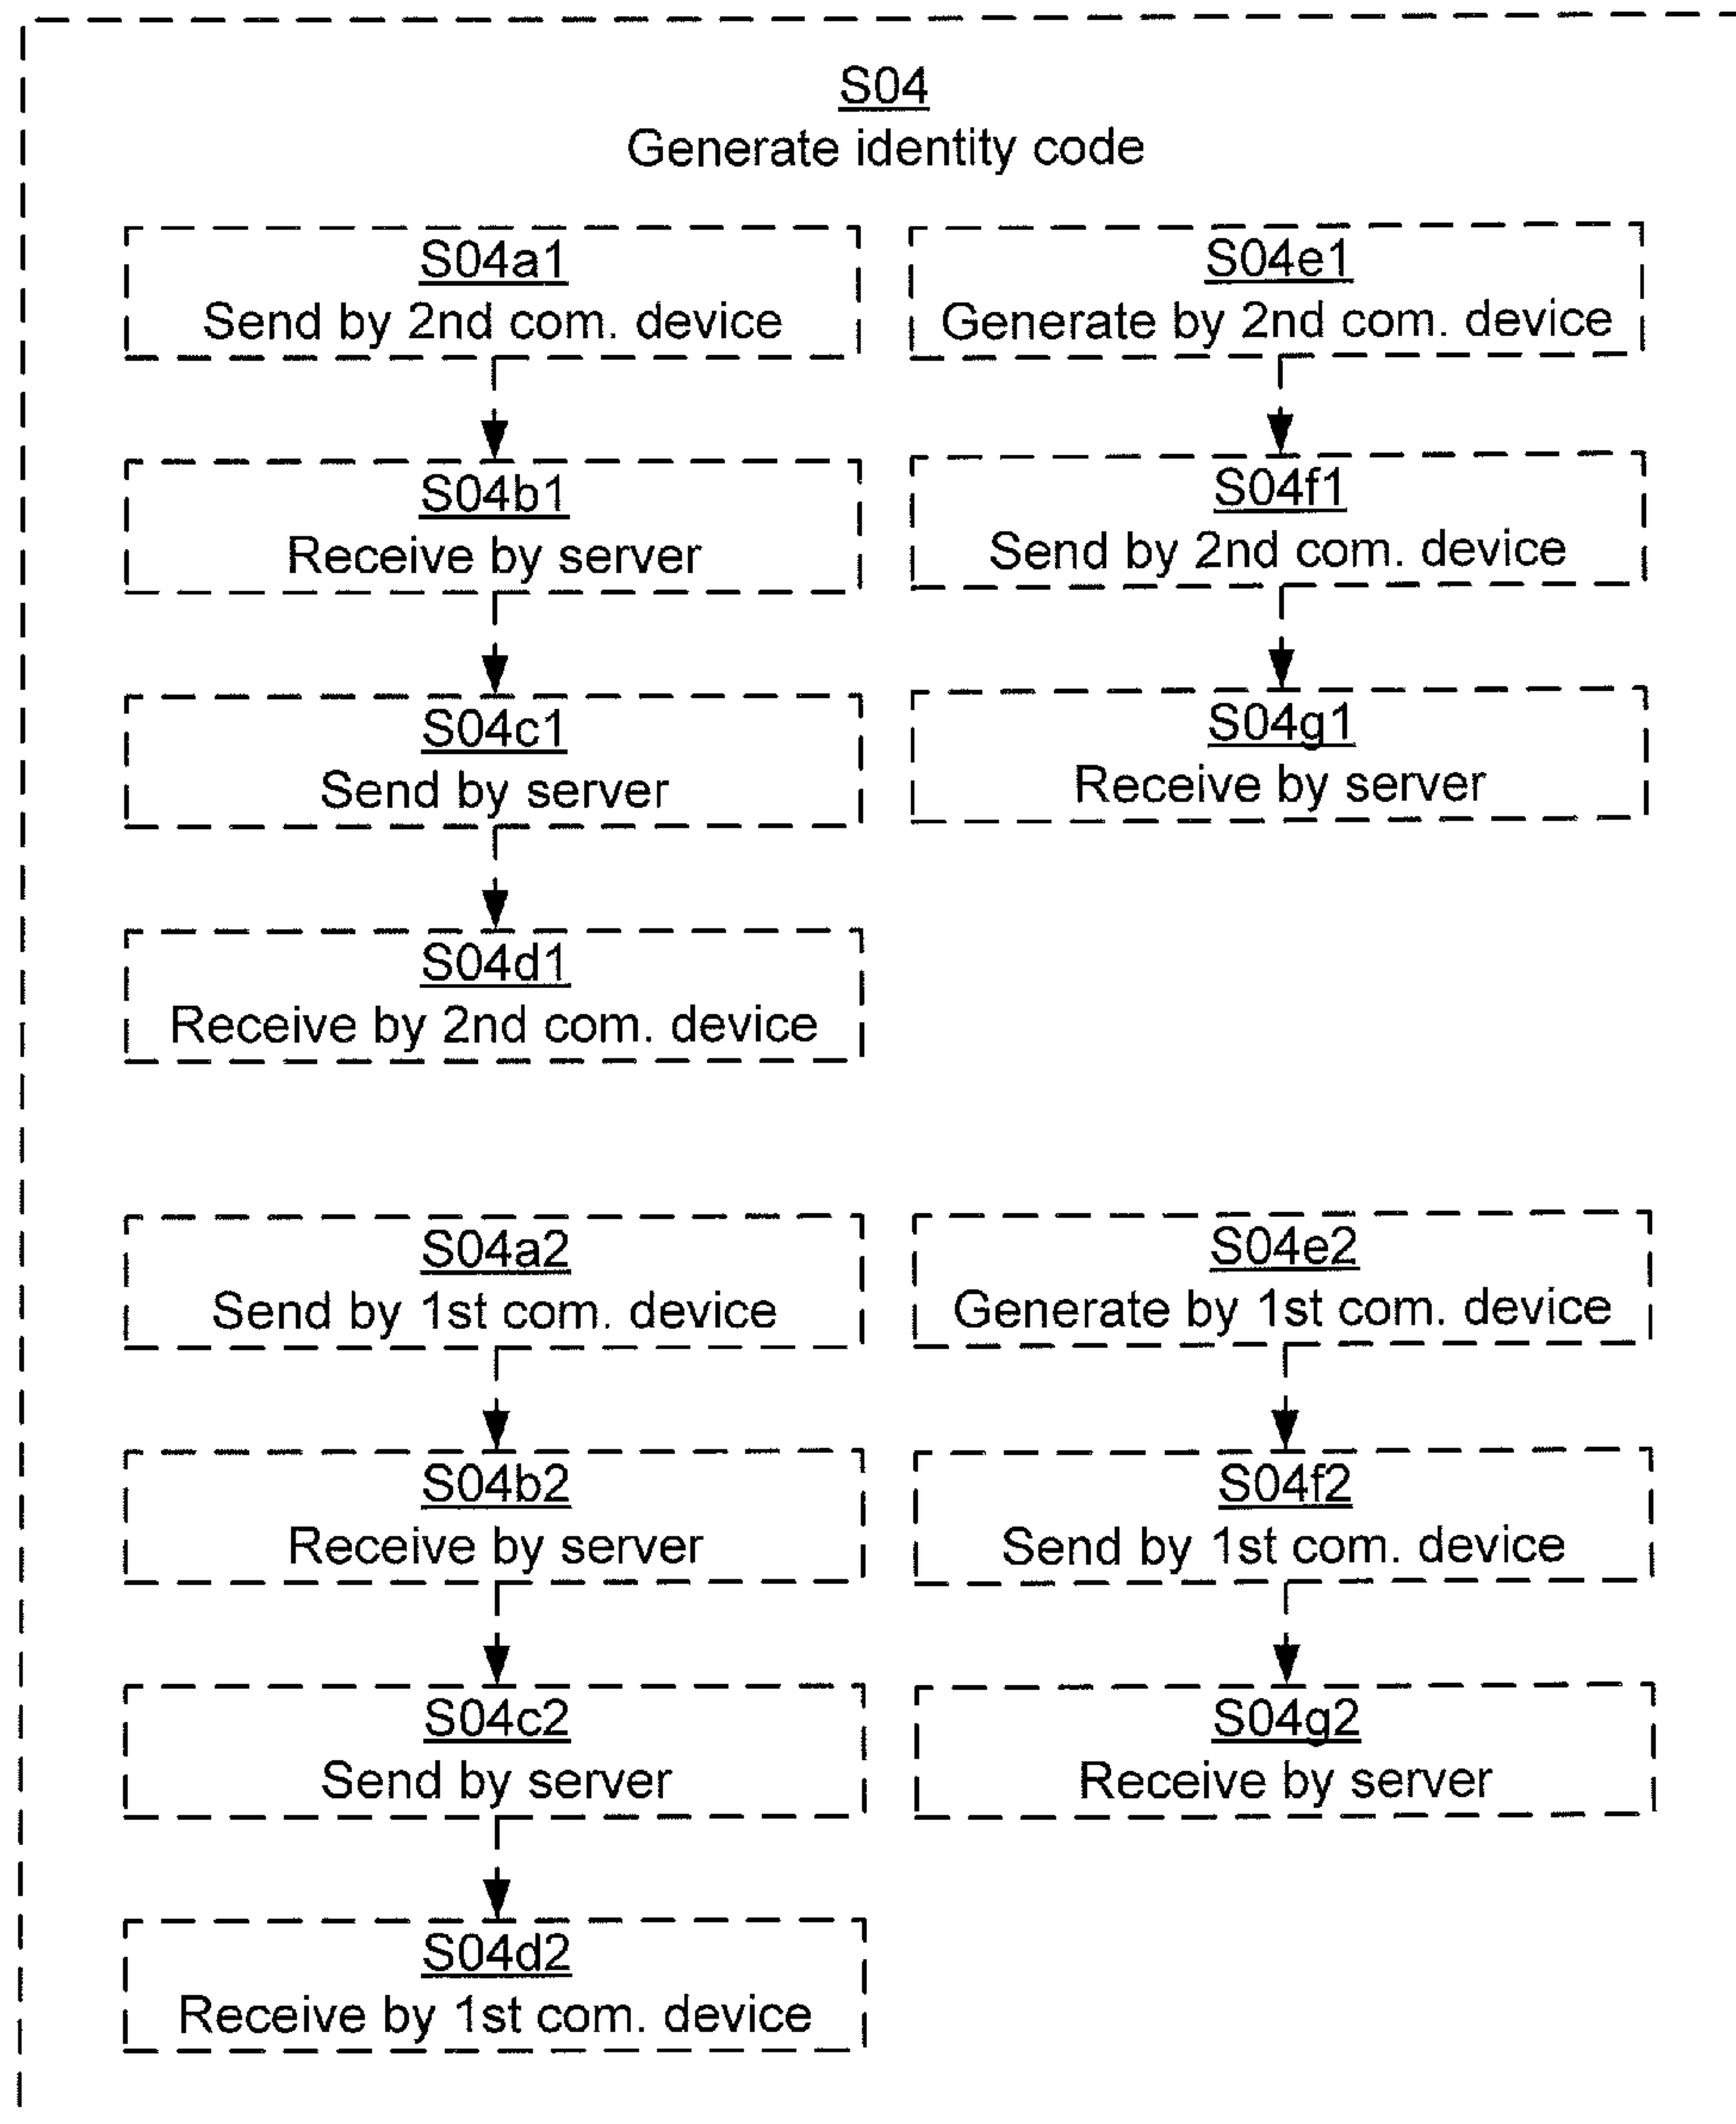 S04
Generate identity code
S04a1
Send by 2nd com. device
S04b1
Receive by server
S04c1
Send by server
S04d1
Receive by 2nd com. device
S04e1
Generate by 2nd com. device
S04f1
Send by 2nd com. device
S04g1
Receive by server
S04a2
Send by 1st com. device
S04b2
Receive by server
S04c2
Send by server
S04d2
Receive by 1st com. device
S04e2
Generate by 1st com. device
S04f2
Send by 1st com. device
S04g2
Receive by server